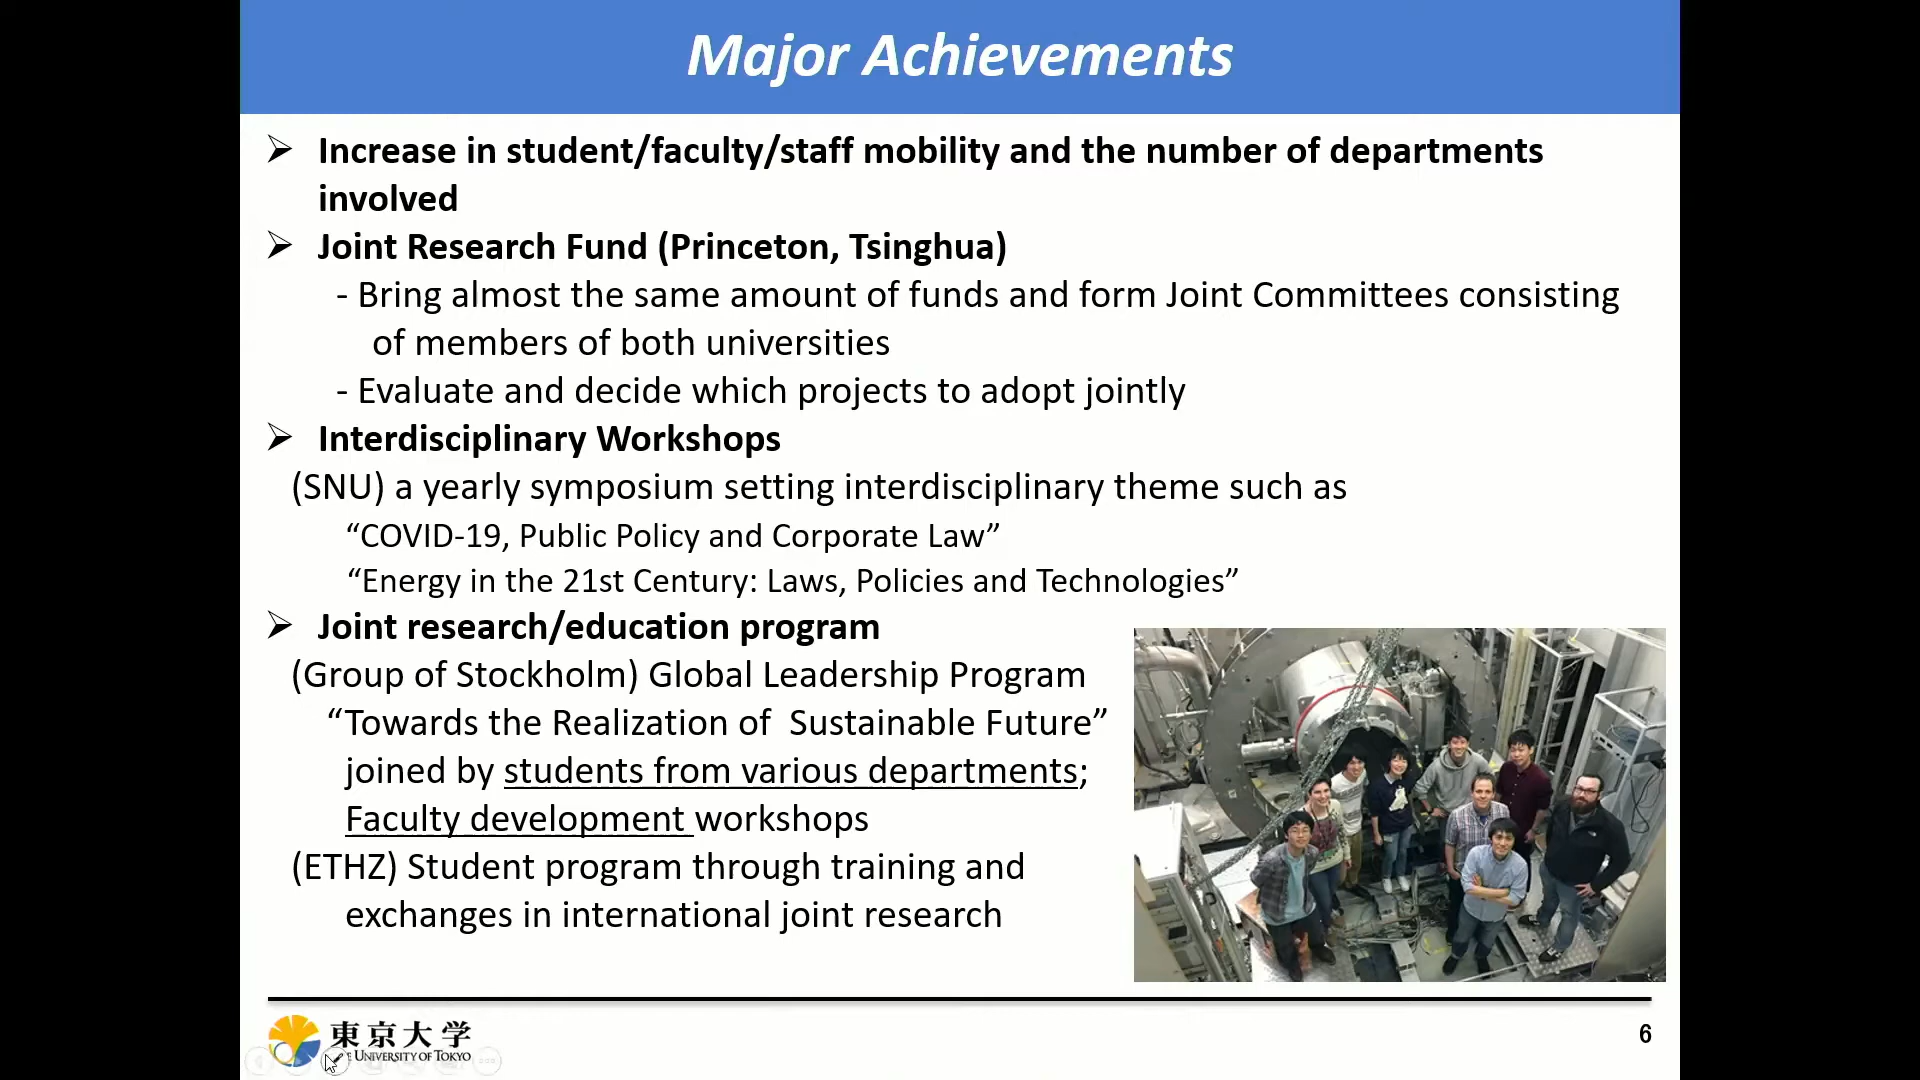 Major Achievements
➢ Increase in student/faculty/staff mobility and the number of departments
involved
➢ Joint Research Fund (Princeton, Tsinghua)
- Bring almost the same amount of funds and form Joint Committees consisting
of members of both universities
- Evaluate and decide which projects to adopt jointly
➢ Interdisciplinary Workshops
(SNU) a yearly symposium setting interdisciplinary theme such as
“COVID-19, Public Policy and Corporate Law”
“Energy in the 21st Century: Laws, Policies and Technologies”
➢ Joint research/education program
(Group of Stockholm) Global Leadership Program
“Towards the Realization of  Sustainable Future”
joined by students from various departments;
Faculty development workshops
(ETHZ) Student program through training and
exchanges in international joint research
東京大学
UNIVERSITY OF TOKYO
6